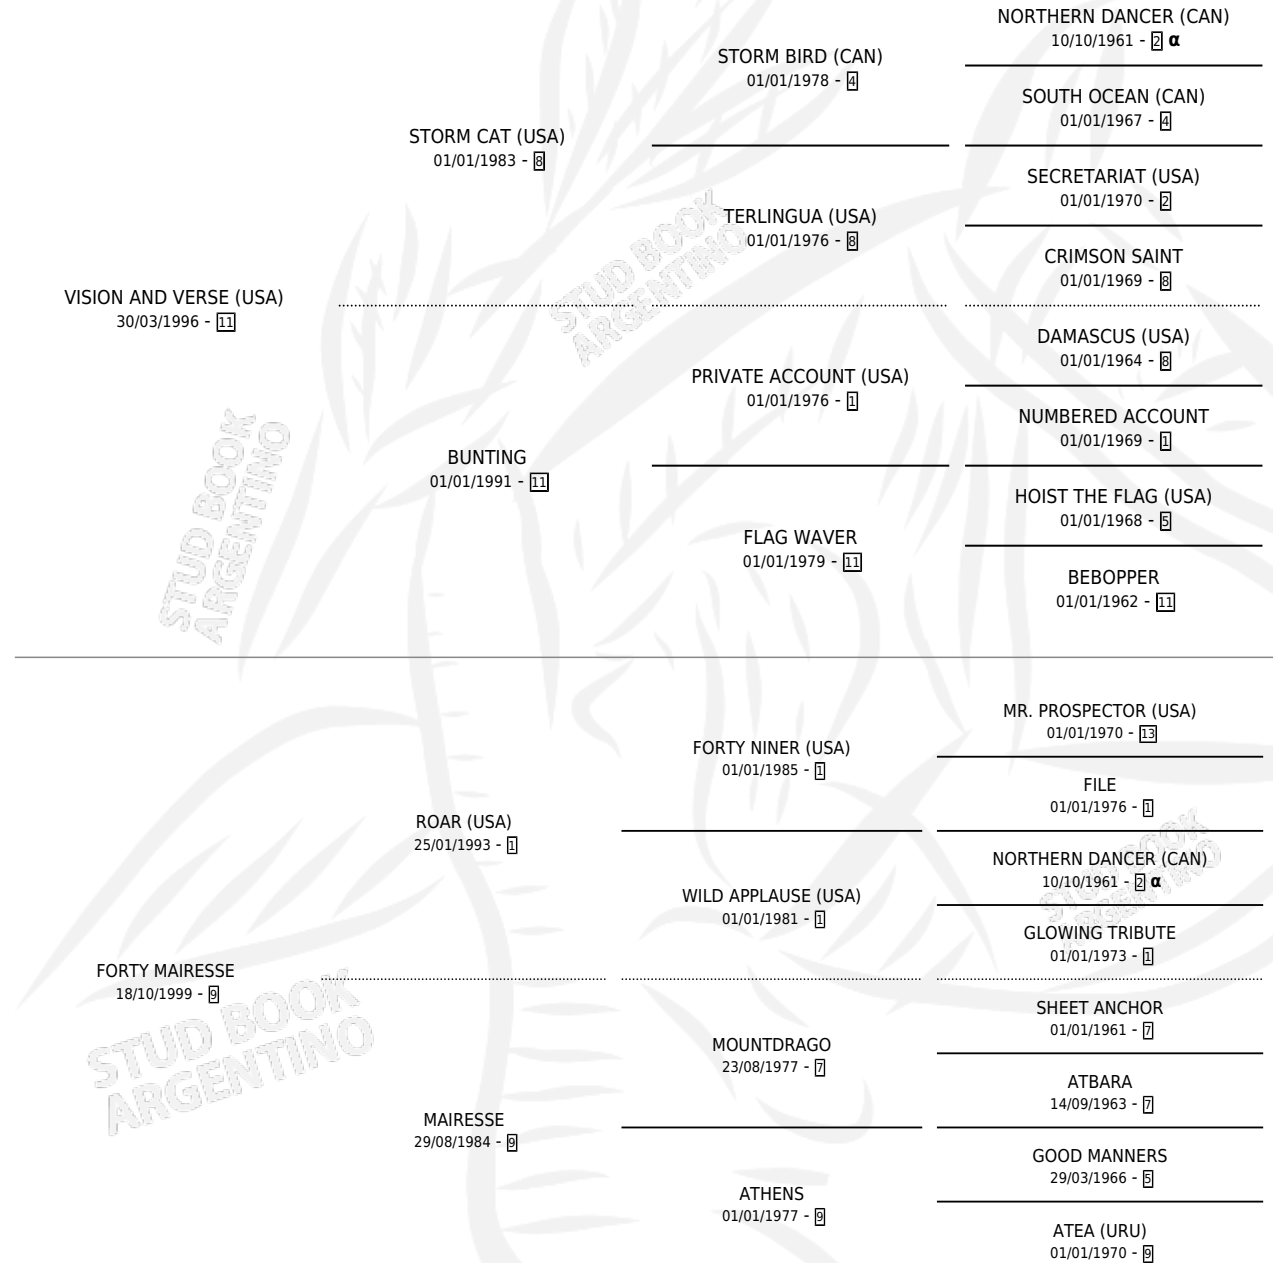 NORTHERN DANCER (CAN)
10/10/1961 - 2 α
STORM BIRD (CAN)
01/01/1978 - 4
SOUTH OCEAN (CAN)
01/01/1967 - 4
STORM CAT (USA)
01/01/1983 - 8
SECRETARIAT (USA)
01/01/1970 - 2
TERLINGUA (USA)
01/01/1976 - 8
CRIMSON SAINT
01/01/1969 - 8
VISION AND VERSE (USA)
30/03/1996 - 11
DAMASCUS (USA)
01/01/1964 - 8
PRIVATE ACCOUNT (USA)
01/01/1976 - 1
NUMBERED ACCOUNT
01/01/1969 - 1
BUNTING
01/01/1991 - 11
HOIST THE FLAG (USA)
01/01/1968 - 5
FLAG WAVER
01/01/1979 - 11
BEBOPPER
01/01/1962 - 11
MR. PROSPECTOR (USA)
01/01/1970 - 13
FORTY NINER (USA)
01/01/1985 - 1
FILE
01/01/1976 - 1
ROAR (USA)
25/01/1993 - 1
NORTHERN DANCER (CAN)
10/10/1961 - 2 α
WILD APPLAUSE (USA)
01/01/1981 - 1
GLOWING TRIBUTE
01/01/1973 - 1
FORTY MAIRESSE
18/10/1999 - 9
SHEET ANCHOR
01/01/1961 - 7
MOUNTDRAGO
23/08/1977 - 7
ATBARA
14/09/1963 - 7
MAIRESSE
29/08/1984 - 9
GOOD MANNERS
29/03/1966 - 5
ATHENS
01/01/1977 - 9
ATEA (URU)
01/01/1970 - 9
STUD BOOK
ARGENTINO
STUD BOOK
ARGENTINO
STUD BOOK
ARGENTINO
STUD BOOK
ARGENTINO